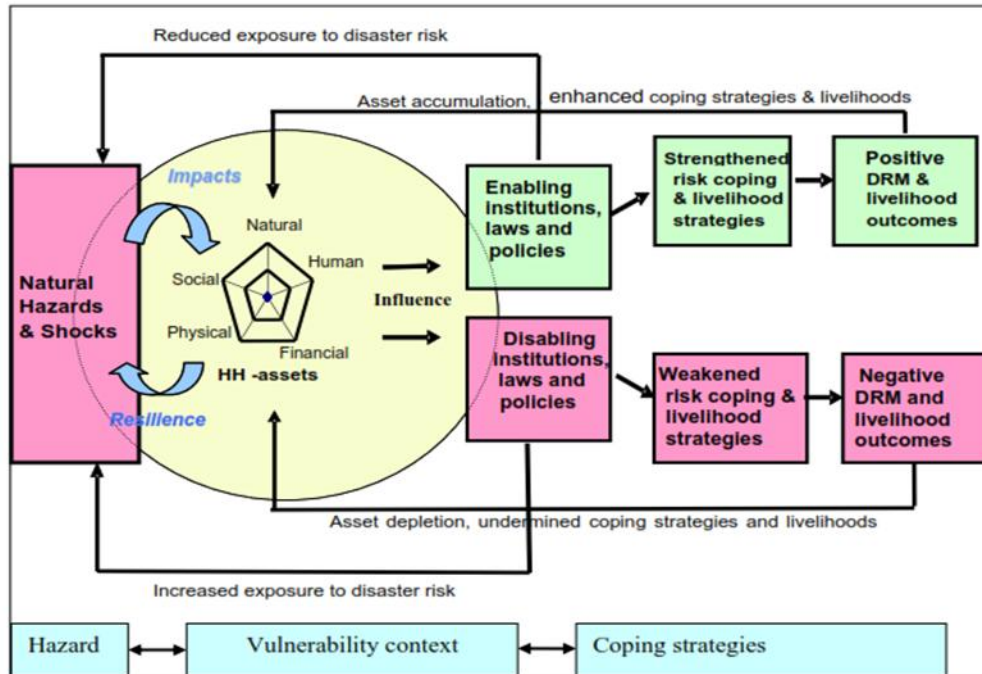 Reduced exposure to disaster risk
Asset accumulation, enhanced coping strategies & livelihoods
Impacts
Natural
Hazards
& Shocks
Natural
Social
Human
Physical
Financial
HH -assets
Resilience
Influence
Enabling
institutions,
laws and
policies
Strengthened
risk coping
& livelihood
strategies
Positive
DRM &
livelihood
outcomes
Disabling
institutions,
laws and
policies
Weakened
risk coping &
livelihood
strategies
Negative
DRM and
livelihood
outcomes
Asset depletion, undermined coping strategies and livelihoods
Increased exposure to disaster risk
Hazard
Vulnerability context
Coping strategies